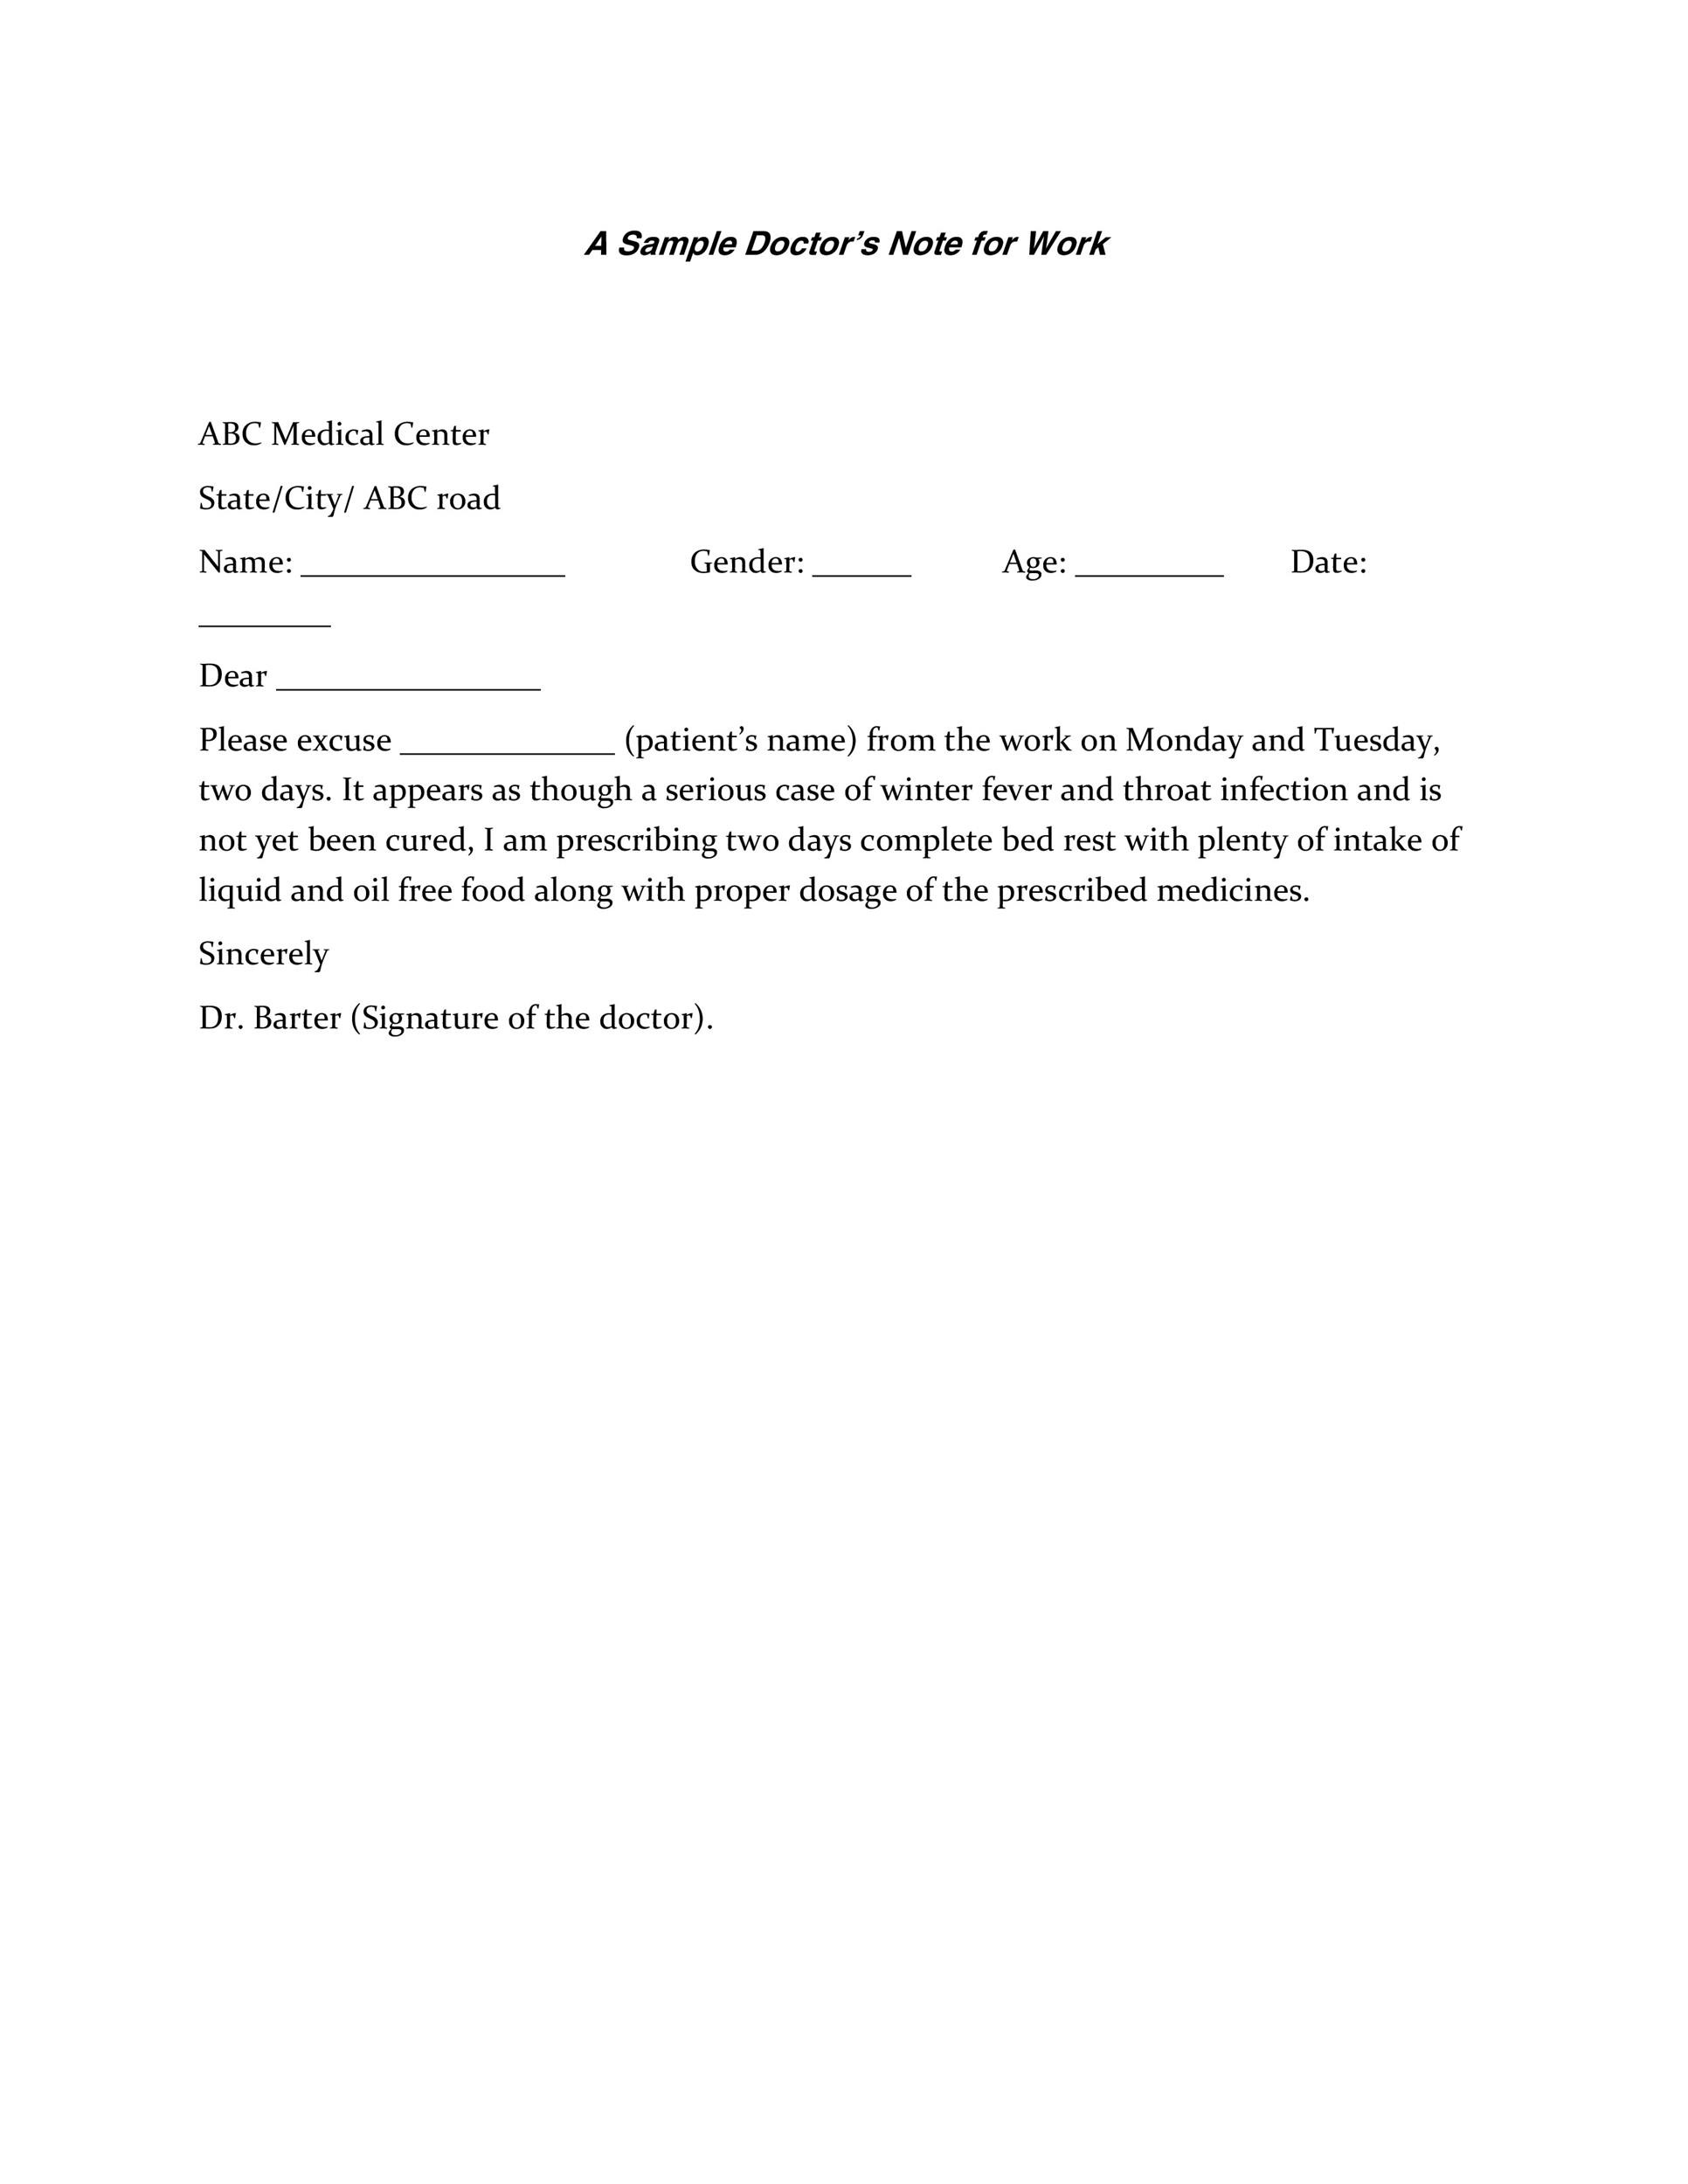 A Sample Doctor’s Note for Work
ABC Medical Center
State/City/ ABC road
Name: ________________ Gender: ______ Age: _________ Date:
________
Dear ________________
Please excuse _____________ (patient’s name) from the work on Monday and Tuesday,
two days. It appears as though a serious case of winter fever and throat infection and is
not yet been cured, I am prescribing two days complete bed rest with plenty of intake of
liquid and oil free food along with proper dosage of the prescribed medicines.
Sincerely
Dr. Barter (Signature of the doctor).